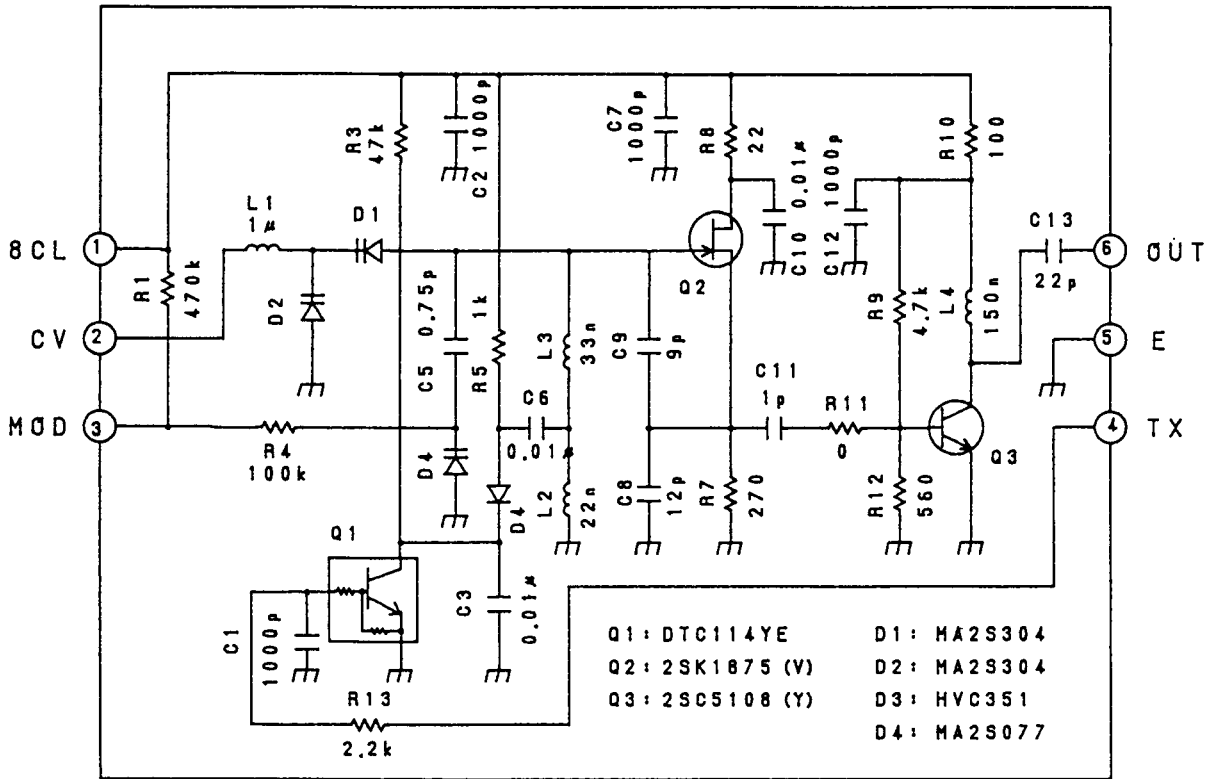 8CL
1
CV
2
MOD
3
R1
470k
L1
1μ
D1
D2
R3
47k
C2 1000p
C5 0.75p
R4
100k
D4
R5 1k
C6
0.01μ
D4
L3
33n
L2
22n
C7
1000p
R8
22
Q2
C9
9p
C8
12p
R7
270
C10 0.01μ
C12 1000p
R9
4.7k
R10
100
L4
150n
C11
1p
R11
0
R12
560
Q3
C13
22p
6
OUT
5
E
4
TX
Q1
C1
1000p
C3
0.01μ
R13
2.2k
Q1: DTC114YE
Q2: 2SK1875 (V)
Q3: 2SC5108 (Y)
D1: MA2S304
D2: MA2S304
D3: HVC351
D4: MA2S077